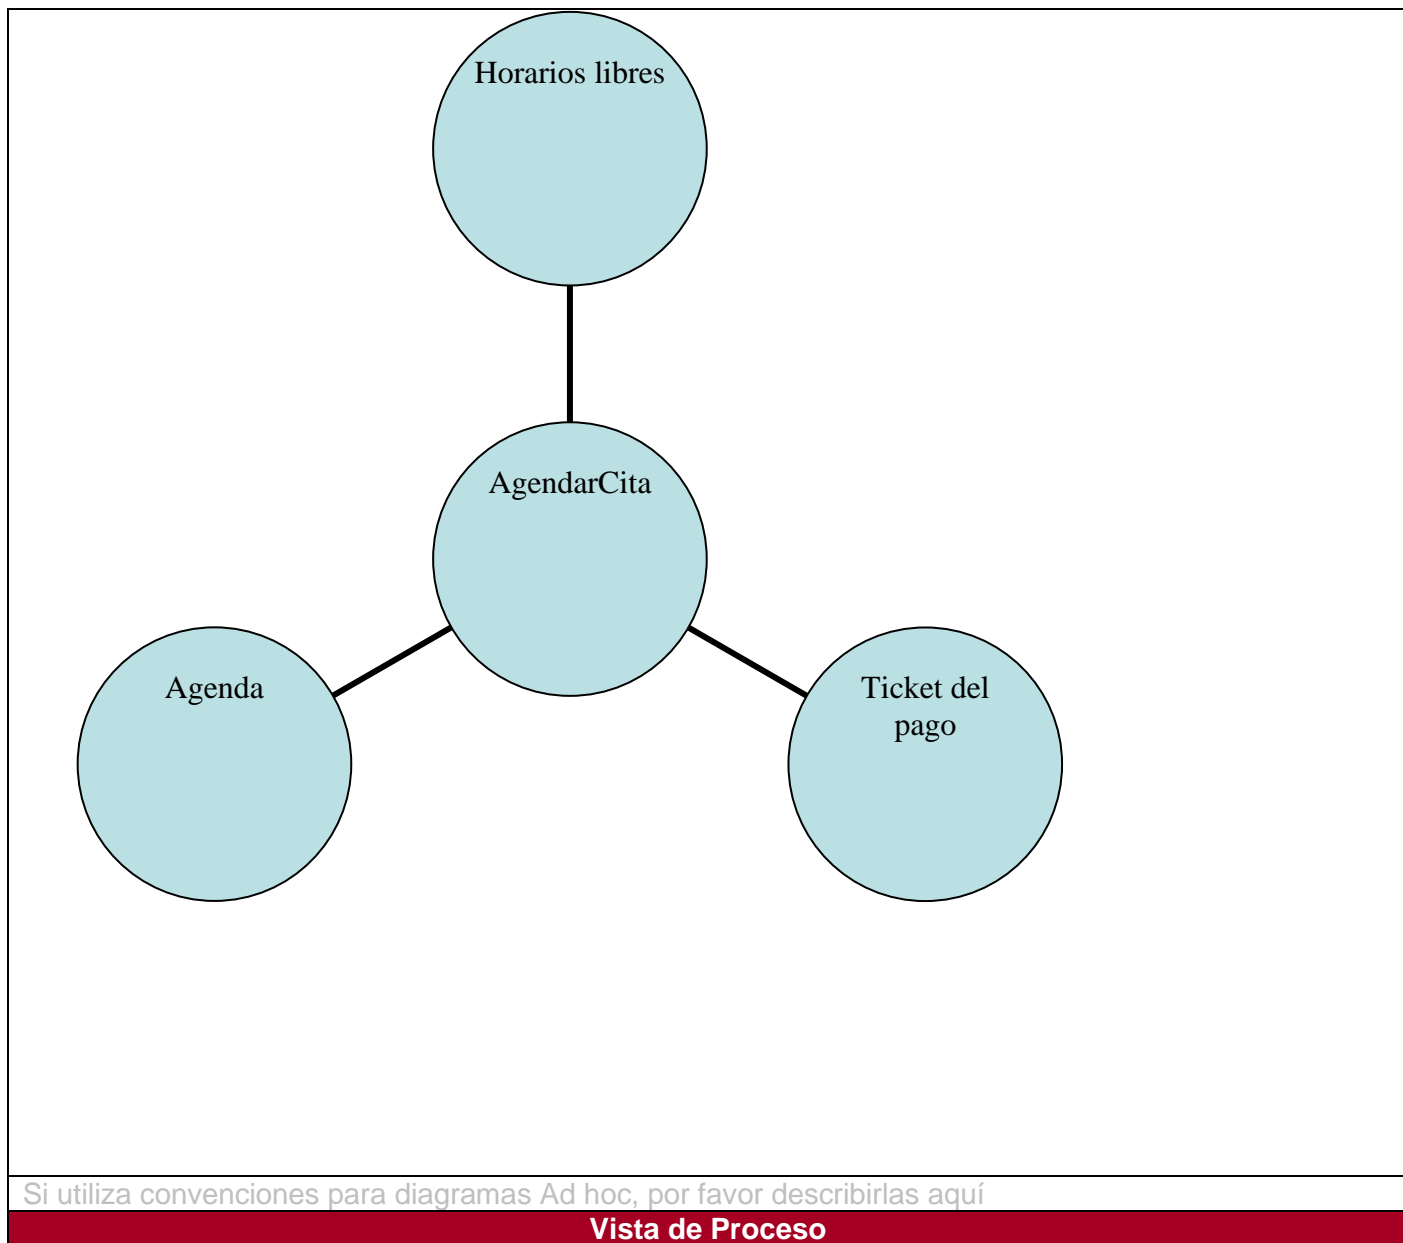 Horarios libres
AgendarCita
Agenda
Ticket del
pago
Si utiliza convenciones para diagramas Ad hoc, por favor describirlas aquí
Vista de Proceso